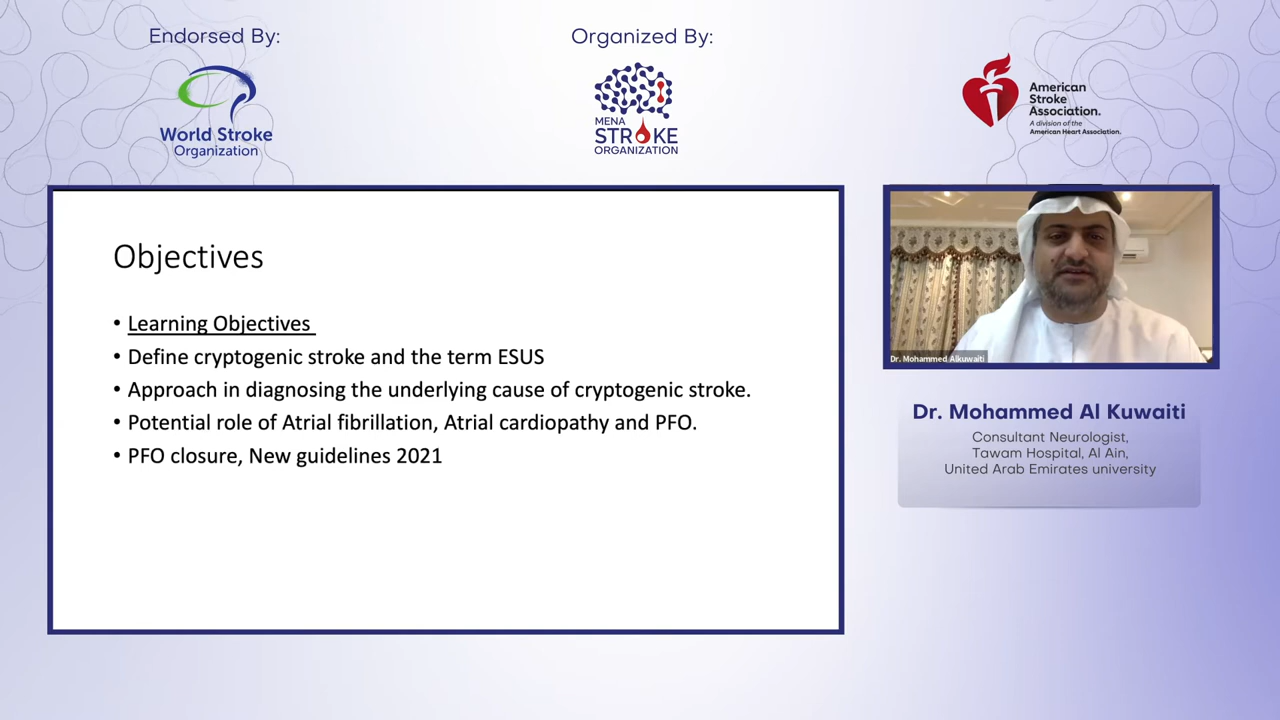 Endorsed By:
World Stroke
Organization
Organized By:
MENA
STROKE
ORGANIZATION
American
Stroke
Association.
A division of the
American Heart Association.
Objectives
• Learning Objectives
• Define cryptogenic stroke and the term ESUS
• Approach in diagnosing the underlying cause of cryptogenic stroke.
• Potential role of Atrial fibrillation, Atrial cardiopathy and PFO.
• PFO closure, New guidelines 2021
Dr. Mohammed Alkuwaiti
Dr. Mohammed Al Kuwaiti
Consultant Neurologist,
Tawam Hospital, Al Ain,
United Arab Emirates university